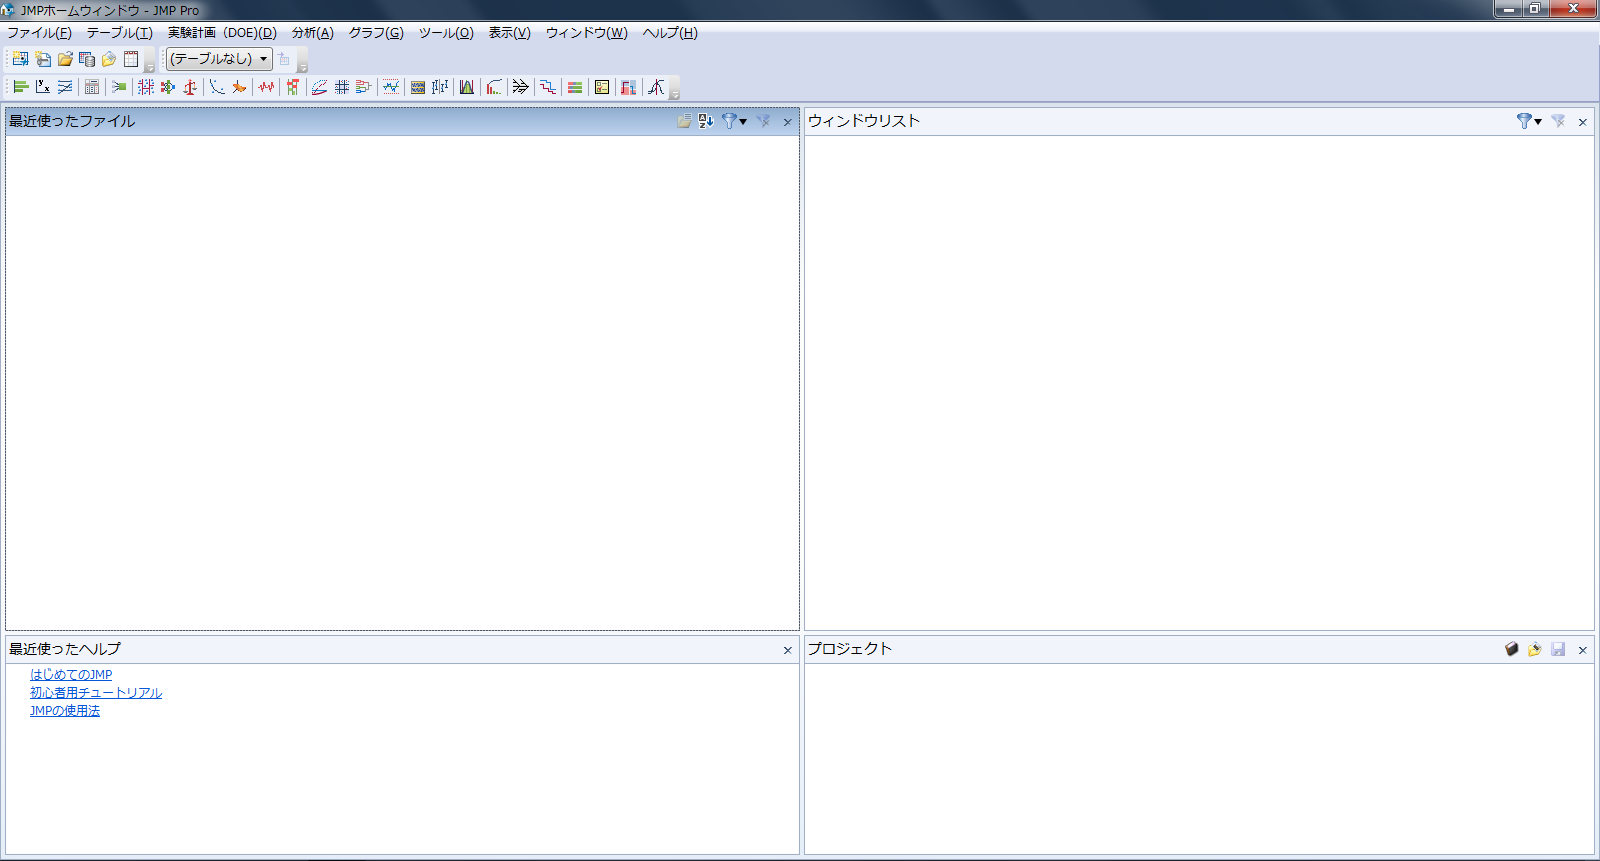 JMPホームウィンドウ - JMP Pro
ファイル(F) テーブル(T) 実験計画（DOE)(D) 分析(A) グラフ(G) ツール(O) 表示(V) ウィンドウ(W) ヘルプ(H)
(テーブルなし)
最近使ったファイル
ウィンドウリスト
最近使ったヘルプ
はじめてのJMP
初心者用チュートリアル
JMPの使用法
プロジェクト